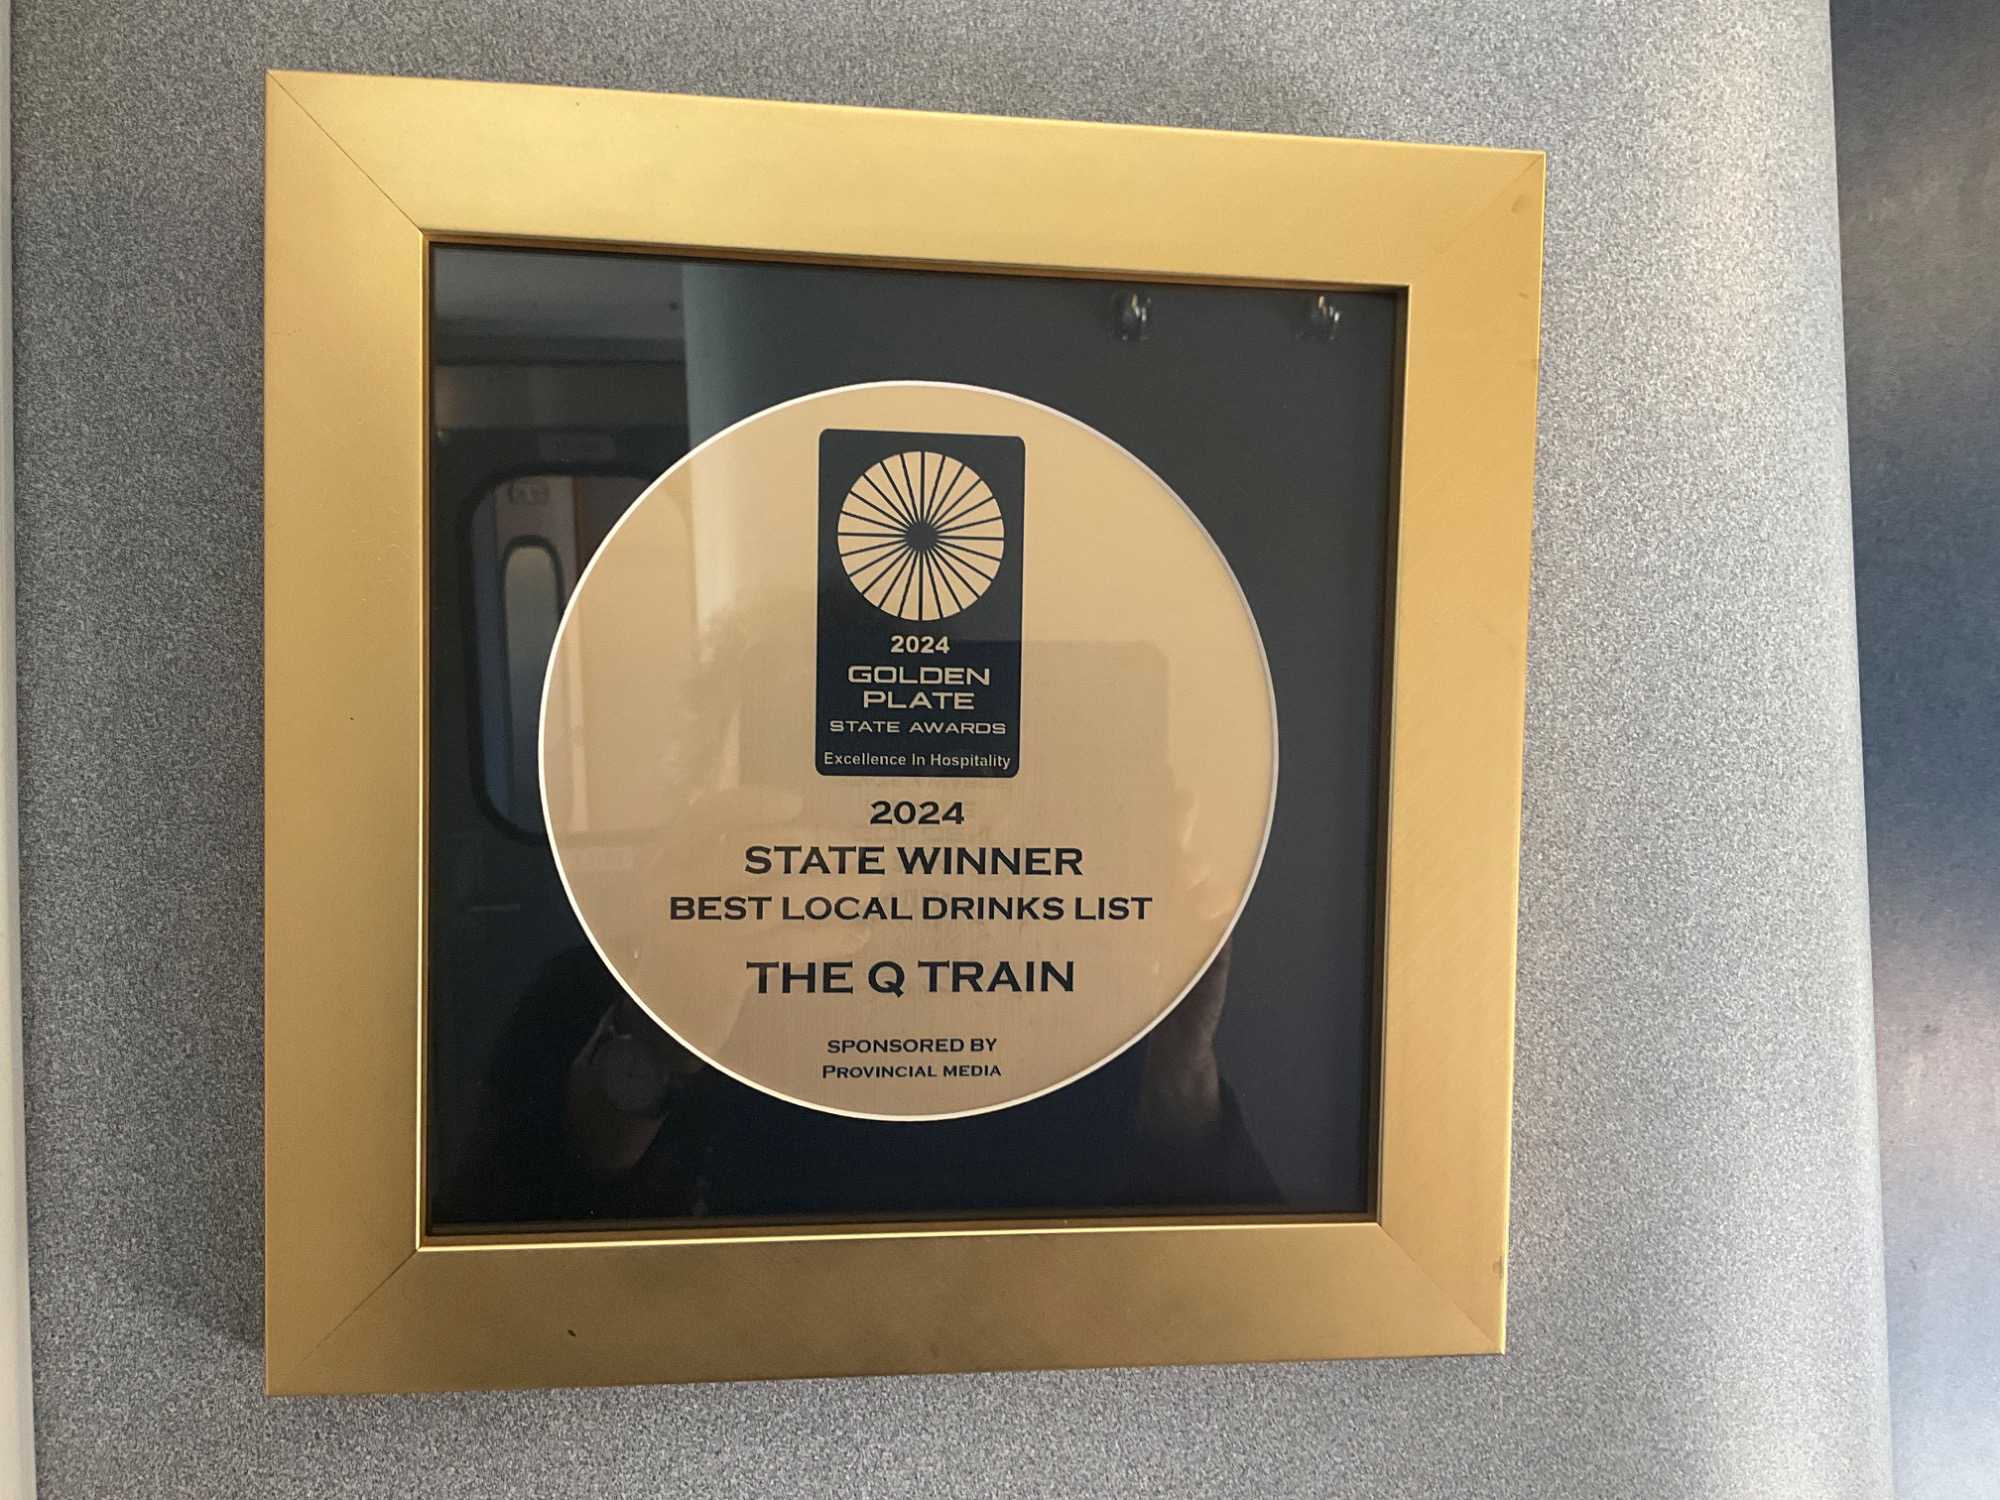 2024
GOLDEN
PLATE
STATE AWARDS
Excellence In Hospitality
2024
STATE WINNER
BEST LOCAL DRINKS LIST
THE Q TRAIN
SPONSORED BY
PROVINCIAL MEDIA